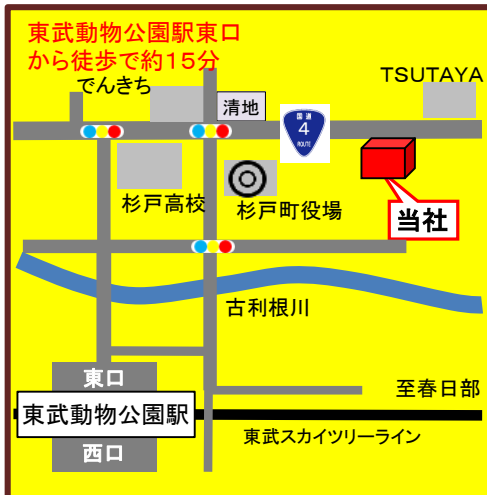 東武動物公園駅東口
から徒歩で約15分
でんきち
TSUTAYA
清地
国道
4
ROUTE
杉戸高校
杉戸町役場
当社
古利根川
東口
至春日部
東武動物公園駅
東武スカイツリーライン
西口